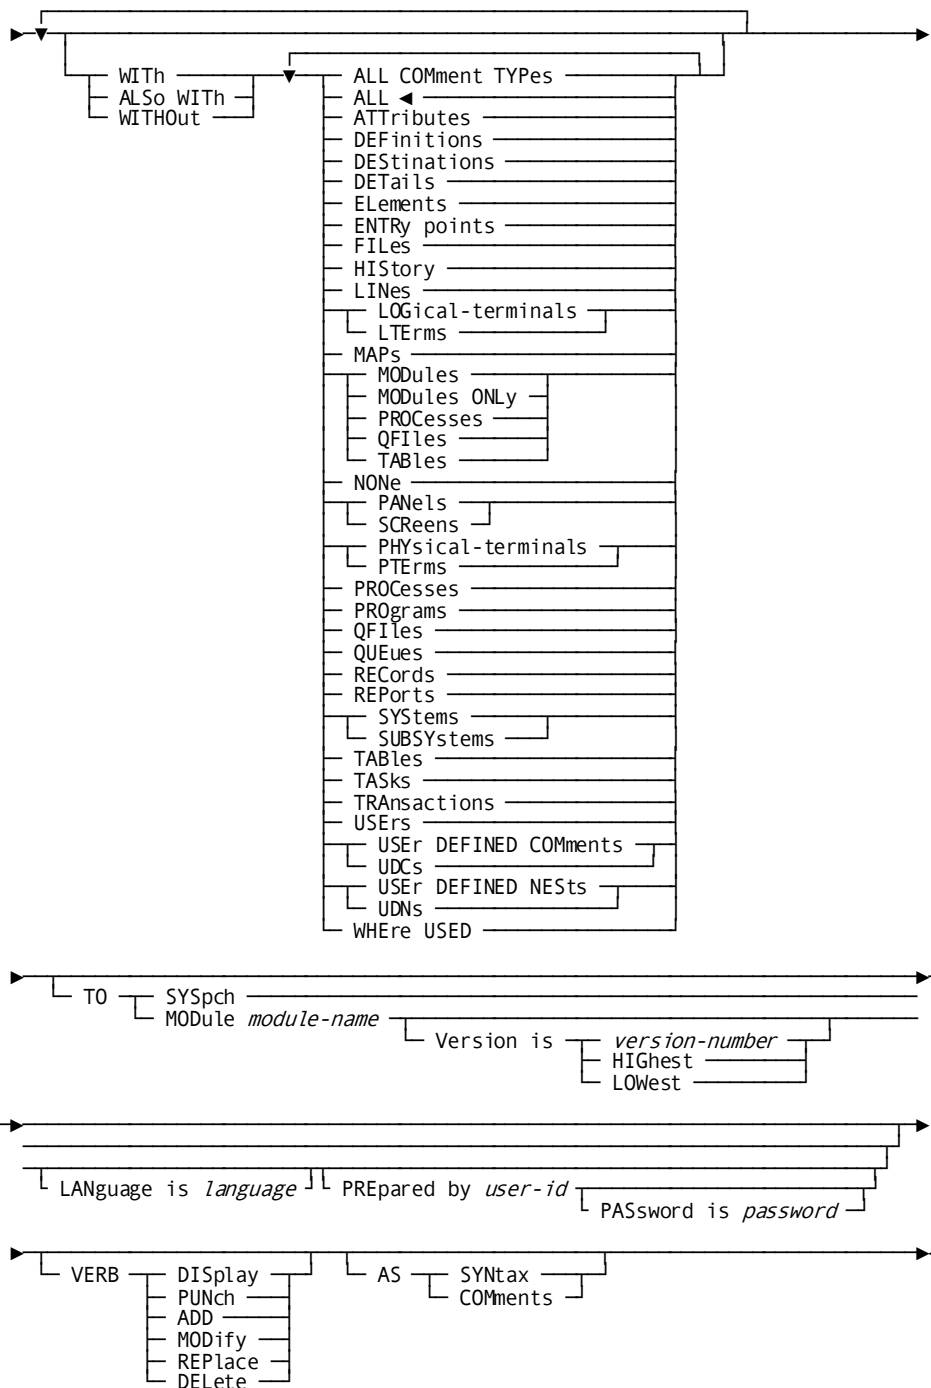 WITh
ALSo WITh
WITHOut
ALL COMment TYPes
ALL ◄
ATTributes
DEFinitions
DEStinations
DETails
ELements
ENTRy points
FILes
HIStory
LINes
LOGical-terminals
LTErms
MAPs
MODules
MODules ONLy
PROCesses
QFIles
TABles
NONe
PANels
SCReens
PHYsical-terminals
PTErms
PROCesses
PROgrams
QFIles
QUEues
RECords
REPorts
SYStems
SUBSYstems
TABles
TASks
TRAnsactions
USErs
USEr DEFINED COMments
UDCs
USEr DEFINED NESts
UDNs
WHEre USED
TO SYSpch
MODule module-name
Version is version-number
HIGhest
LOWest
LANguage is language PREpared by user-id
PASsword is password
VERB DISplay AS SYNtax
PUNch COMments
ADD
MODify
REPlace
DELete